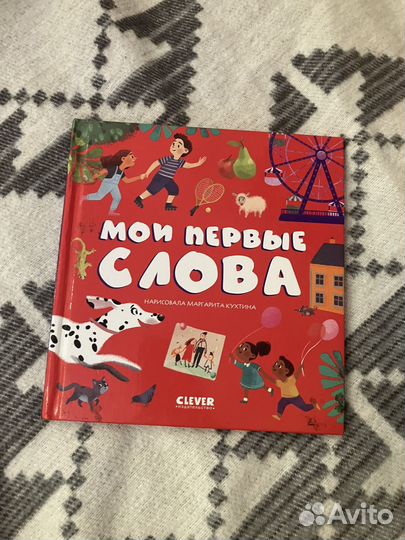 МОИ ПЕРВЫЕ
СЛОВА
НАРИСОВАЛА МАРГАРИТА КУХТИНА
CLEVER
ИЗДАТЕЛЬСТВО
Avito